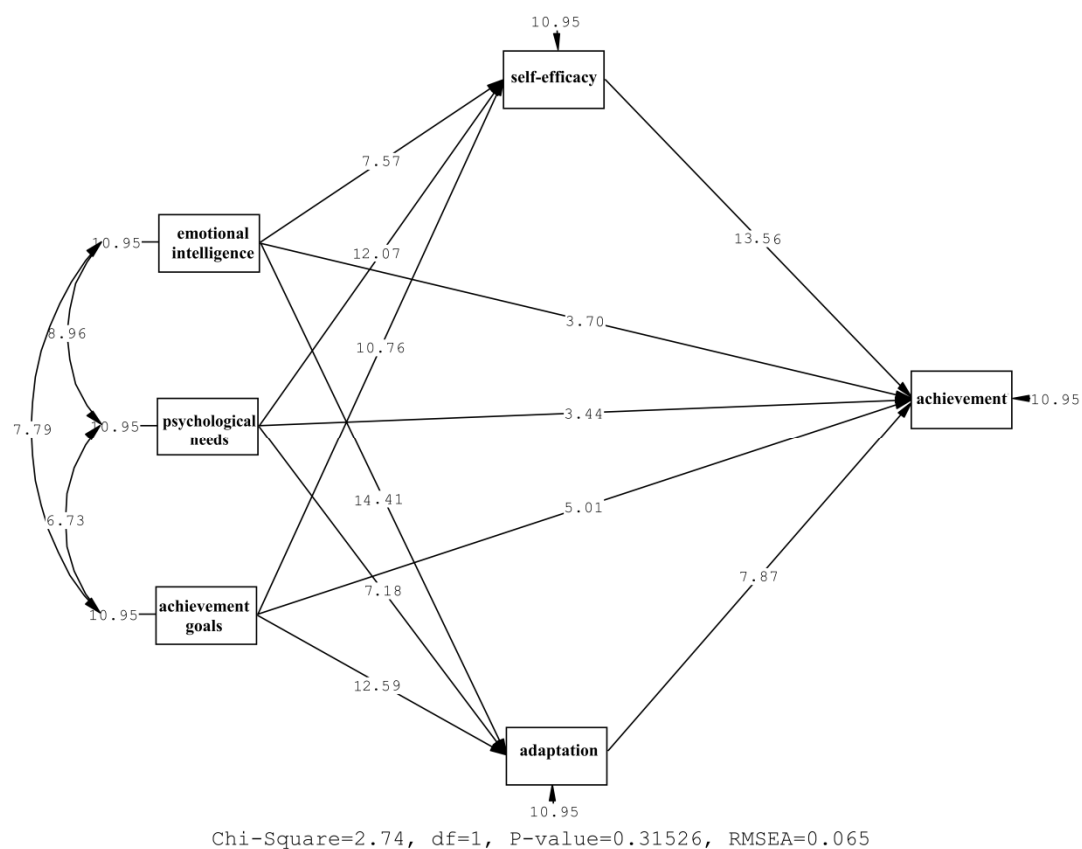 10.95
self-efficacy
7.57
10.95
emotional
intelligence
12.07
13.56
8.96
3.70
10.76
7.79
10.95
psychological
needs
3.44
achievement
10.95
14.41
6.73
5.01
7.18
7.87
10.95
achievement
goals
12.59
adaptation
10.95
Chi-Square=2.74, df=1, P-value=0.31526, RMSEA=0.065